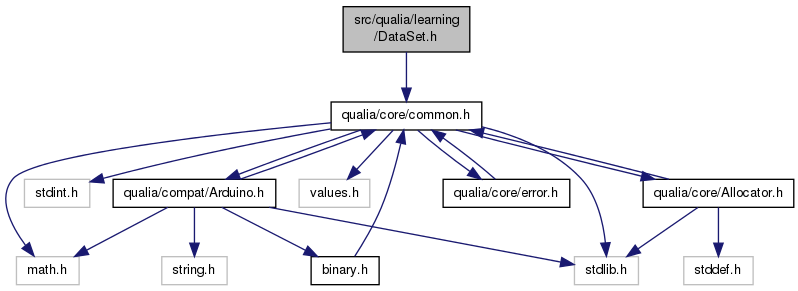 src/qualia/learning
/DataSet.h
qualia/core/common.h
stdint.h
qualia/compat/Arduino.h
values.h
qualia/core/error.h
qualia/core/Allocator.h
math.h
string.h
binary.h
stdlib.h
stddef.h